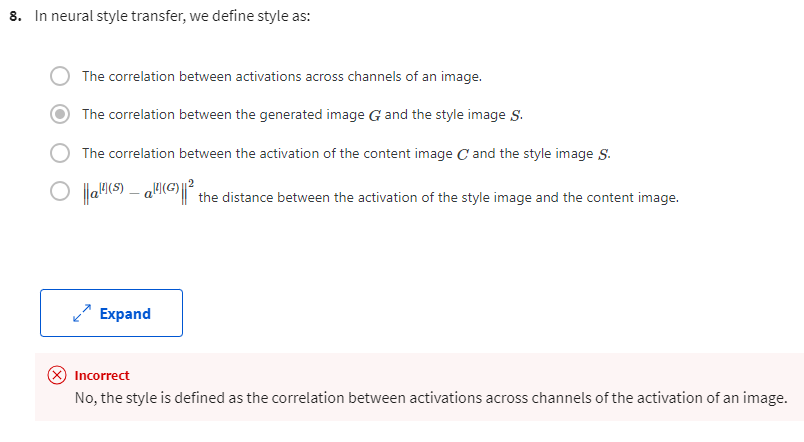 8. In neural style transfer, we define style as:
The correlation between activations across channels of an image.
The correlation between the generated image G and the style image S.
The correlation between the activation of the content image C and the style image S.
‖a^{[l](S)} − a^{[l](G)}‖² the distance between the activation of the style image and the content image.
Expand
Incorrect
No, the style is defined as the correlation between activations across channels of the activation of an image.